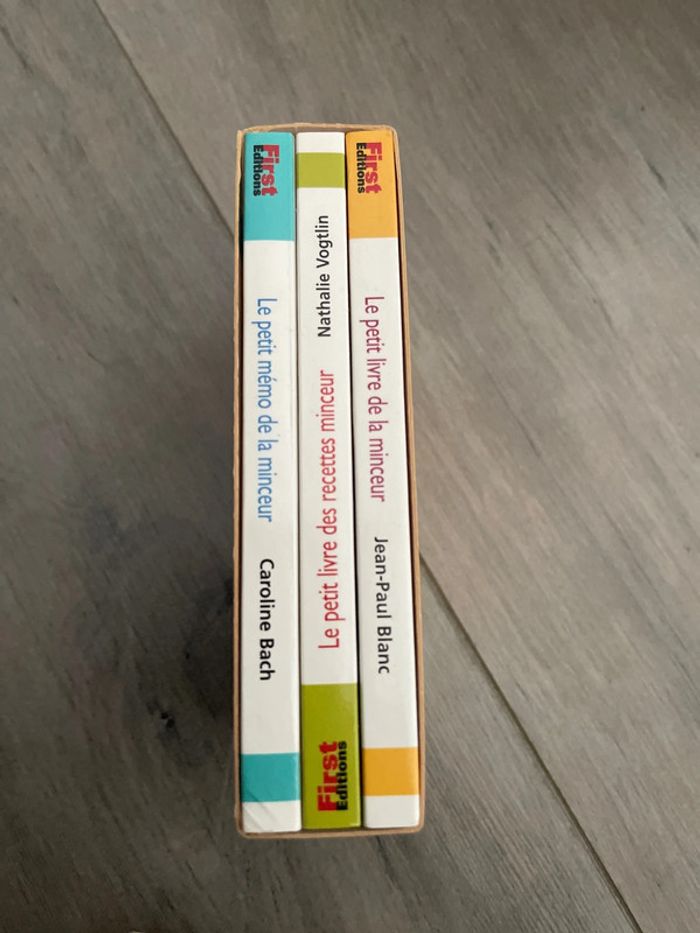 First
Editions
Le petit mémo de la minceur
Caroline Bach
Nathalie Vogtlin
Le petit livre des recettes minceur
First
Editions
First
Editions
Le petit livre de la minceur
Jean-Paul Blanc